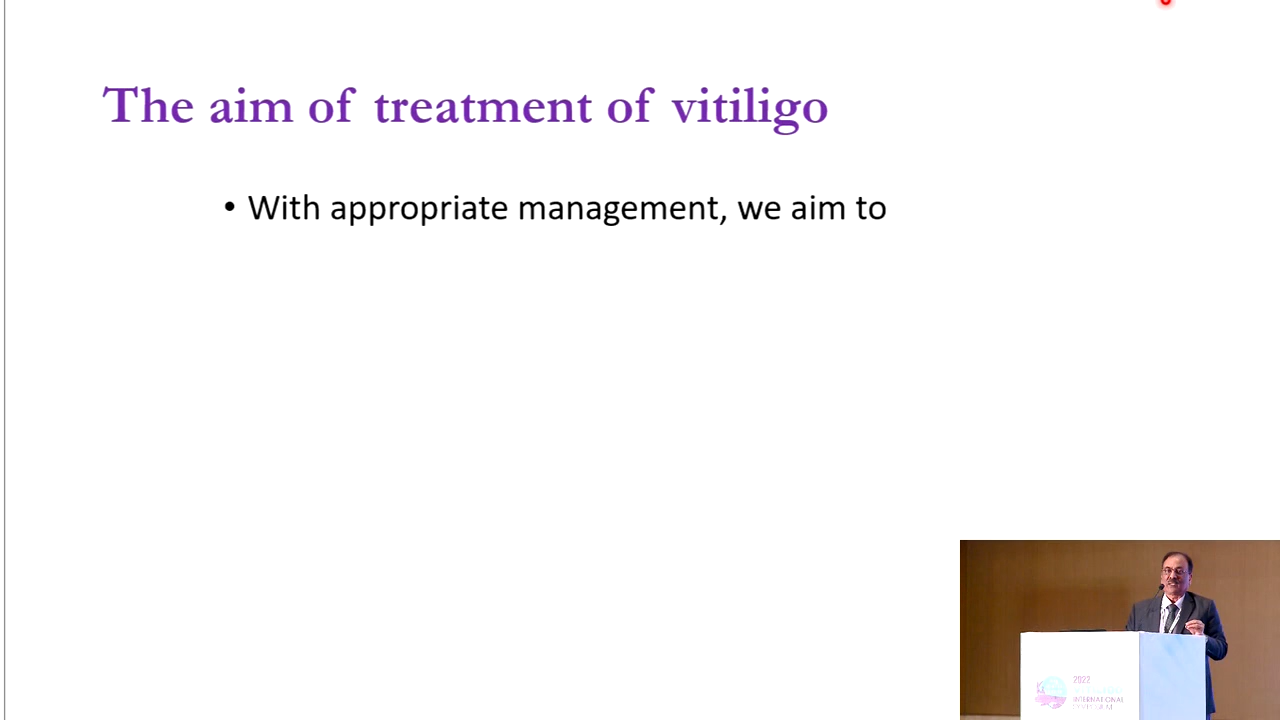 The aim of treatment of vitiligo
• With appropriate management, we aim to
2022
INTERNATIONAL